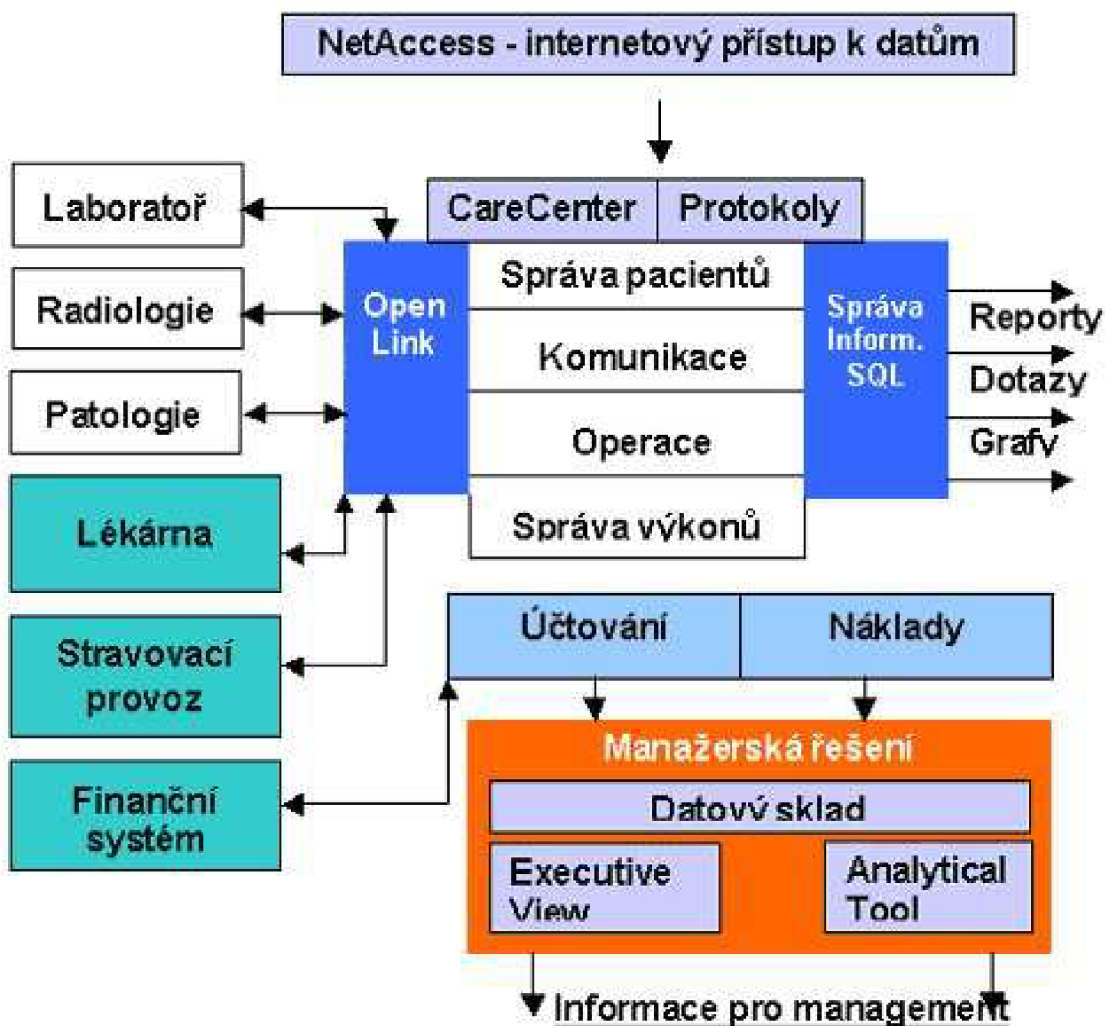 NetAccess - internetový přístup k datům
CareCenter
Protokoly
Laboratoř
Radiologie
Patologie
Lékárna
Stravovací
provoz
Finanční
systém
Open
Link
Správa pacientů
Komunikace
Operace
Správa výkonů
Správa
Inform.
SQL
Reporty
Dotazy
Grafy
Účtování
Náklady
Manažerská řešení
Datový sklad
Executive
View
Analytical
Tool
Informace pro management